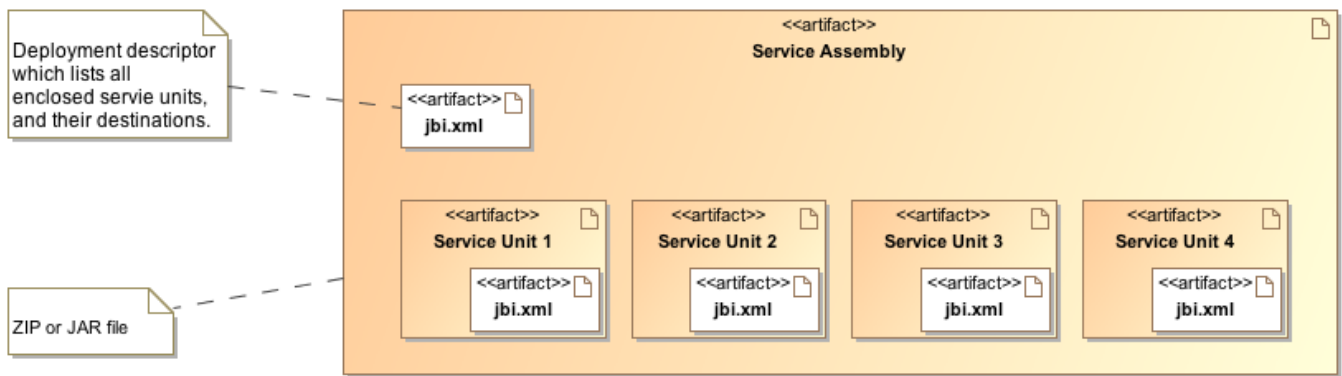 Deployment descriptor
which lists all
enclosed servie units,
and their destinations.
<<artifact>>
Service Assembly
<<artifact>>
jbi.xml
<<artifact>>
Service Unit 1
<<artifact>>
jbi.xml
<<artifact>>
Service Unit 2
<<artifact>>
jbi.xml
<<artifact>>
Service Unit 3
<<artifact>>
jbi.xml
<<artifact>>
Service Unit 4
<<artifact>>
jbi.xml
ZIP or JAR file